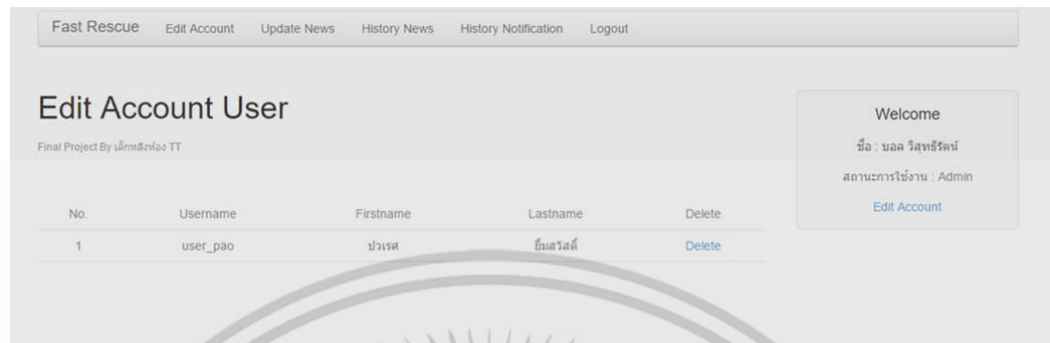 Fast Rescue Edit Account Update News History News History Notification Logout
Edit Account User
Final Project By เด็กหลังห้อง TT
Welcome
ชื่อ : บอล วิสุทธิรัตน์
สถานะการใช้งาน : Admin
Edit Account
No. Username Firstname Lastname Delete
1 user_pao ปวเรศ ยิ้มสวัสดิ์ Delete